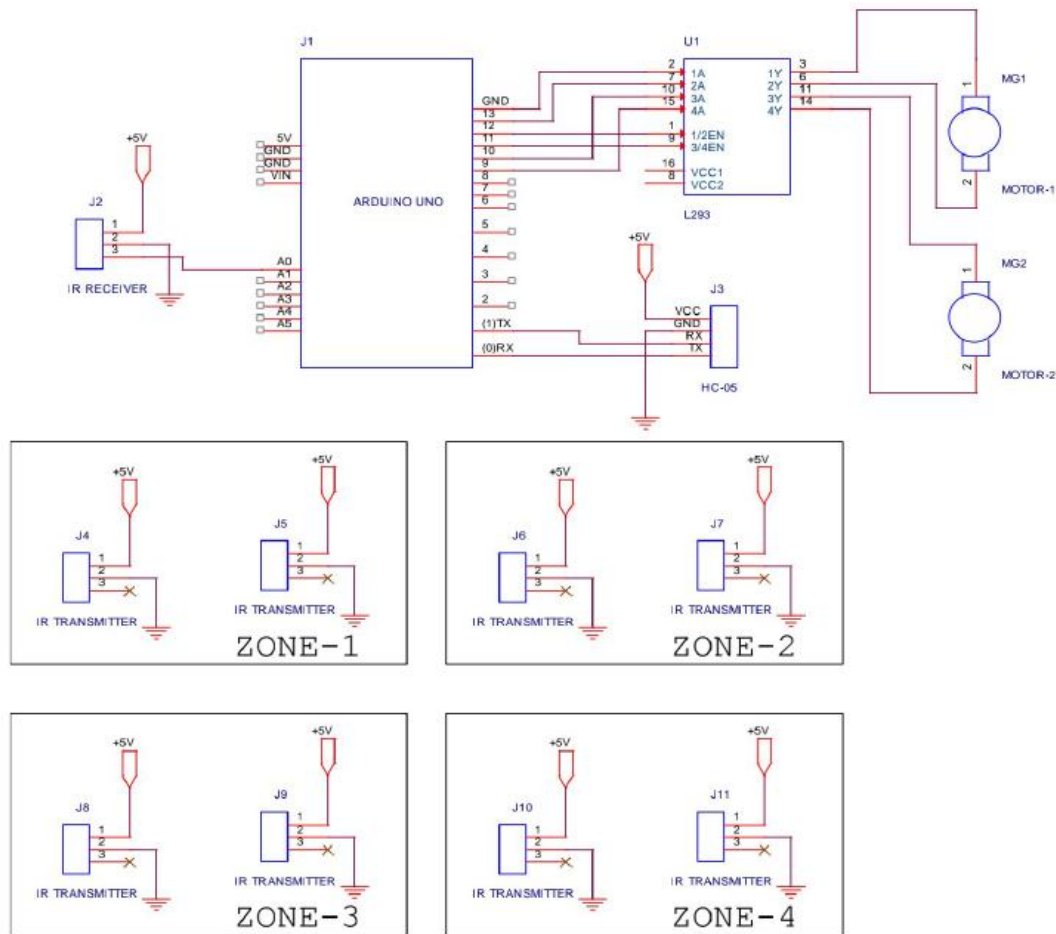 J1
U1
2 1A 1Y 3
7 2A 2Y 6
10 3A 3Y 11
15 4A 4Y 14
1 1/2EN
9 3/4EN
16 VCC1
8 VCC2
L293
MG1
1
2
MOTOR-1
MG2
1
2
MOTOR-2
GND
13
12
11
10
9
8
7
6
5
4
3
2
(1)TX
(0)RX
5V
GND
GND
VIN
ARDUINO UNO
A0
A1
A2
A3
A4
A5
+5V
J2
1
2
3
IR RECEIVER
+5V
J3
VCC
GND
RX
TX
HC-05
+5V
J4
1
2
3
IR TRANSMITTER
+5V
J5
1
2
3
IR TRANSMITTER
ZONE-1
+5V
J6
1
2
3
IR TRANSMITTER
+5V
J7
1
2
3
IR TRANSMITTER
ZONE-2
+5V
J8
1
2
3
IR TRANSMITTER
+5V
J9
1
2
3
IR TRANSMITTER
ZONE-3
+5V
J10
1
2
3
IR TRANSMITTER
+5V
J11
1
2
3
IR TRANSMITTER
ZONE-4